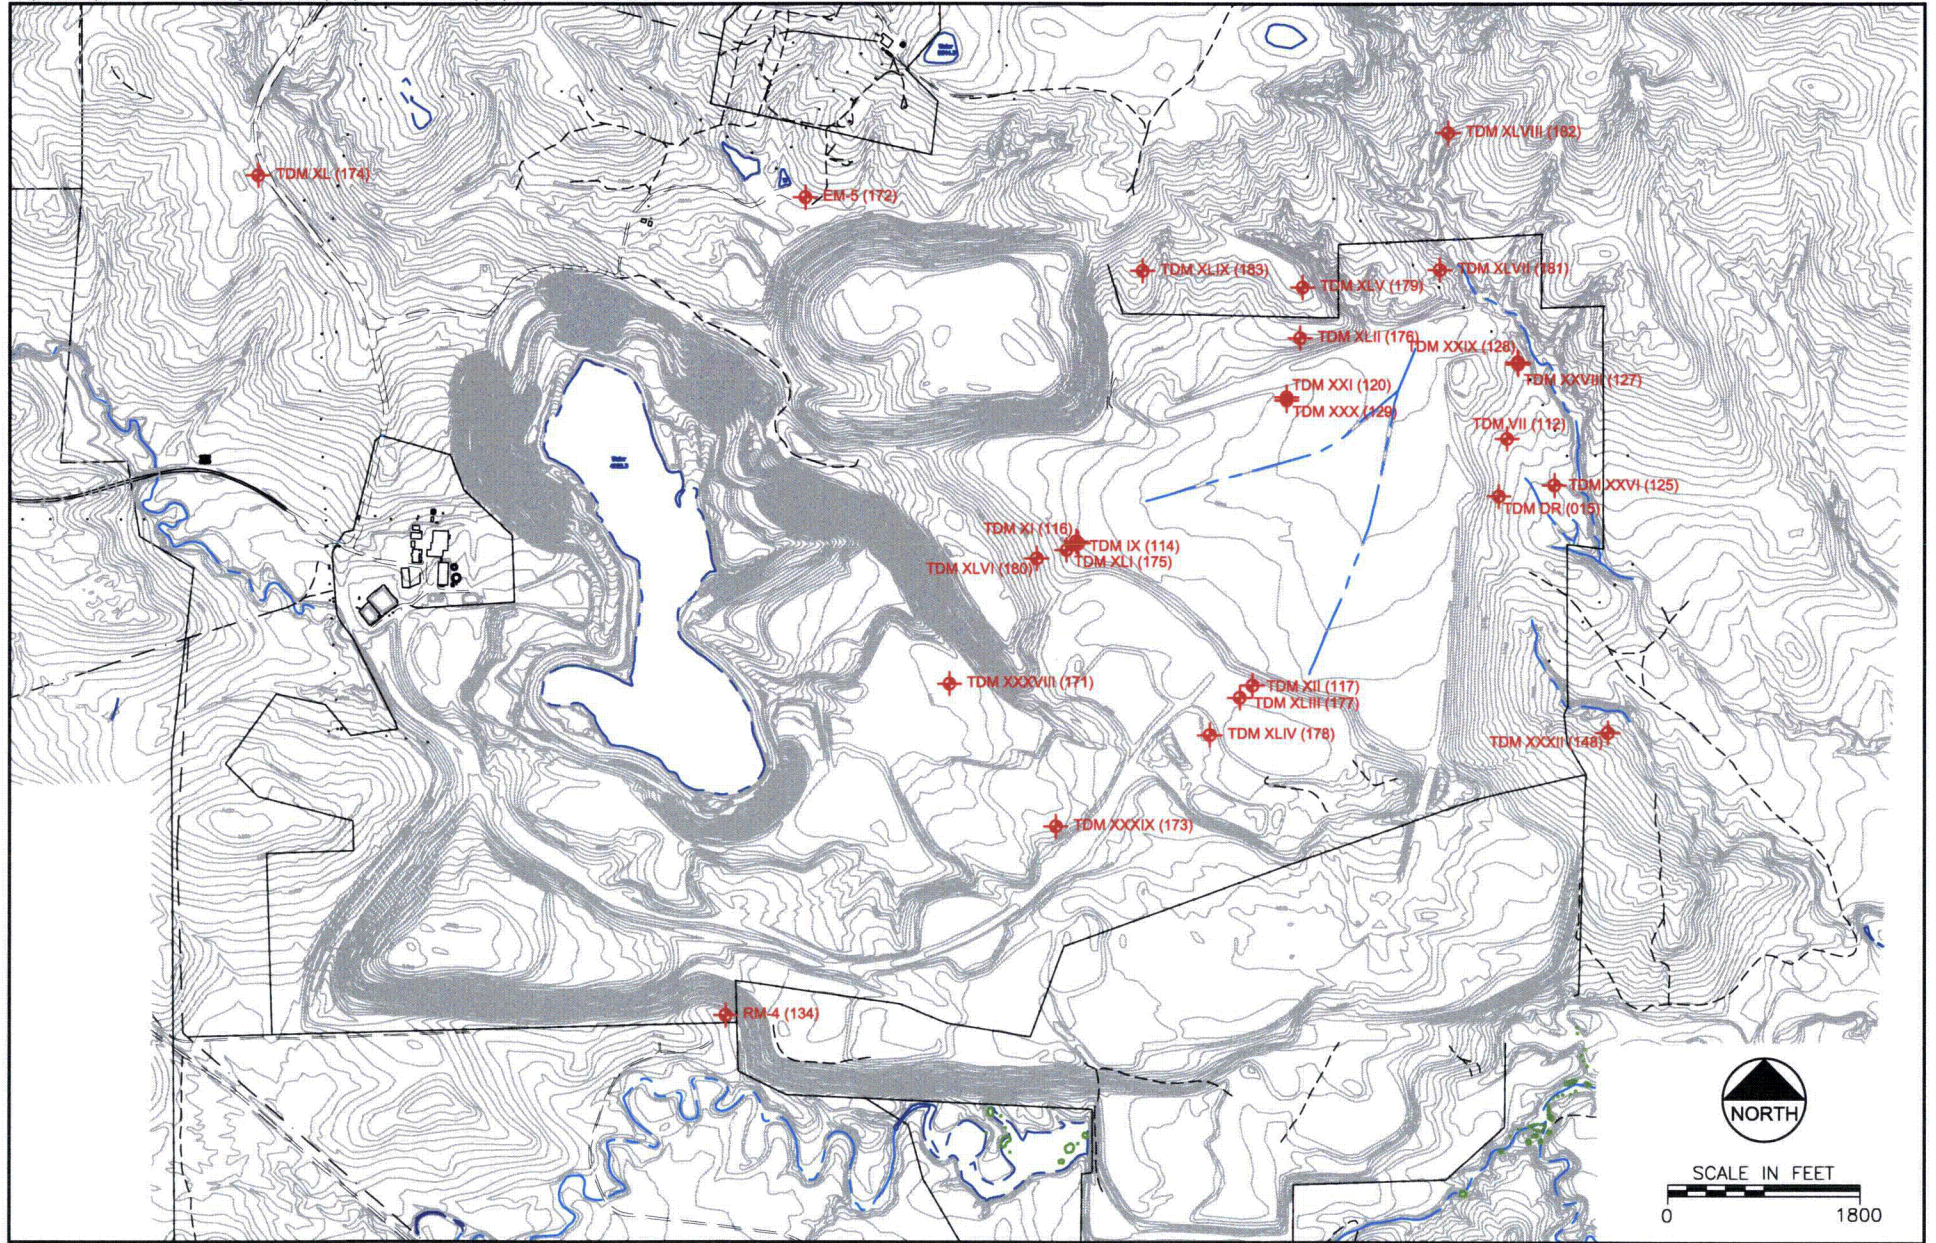 TDM XLVIII (182)
TDM XL (174)
EM-5 (172)
TDM XLIX (183)
TDM XLVII (181)
TDM XLV (179)
TDM XLII (176)
TDM XXIX (128)
TDM XXVIII (127)
TDM XXI (120)
TDM XXX (129)
TDM VII (112)
TDM XXVI (125)
TDM DR (015)
TDM XI (116)
TDM IX (114)
TDM XLI (175)
TDM XLVI (180)
TDM XXXVIII (171)
TDM XII (117)
TDM XLIII (177)
TDM XLIV (178)
TDM XXXII (148)
TDM XXXIX (173)
RM-4 (134)
NORTH
SCALE IN FEET
0 1800